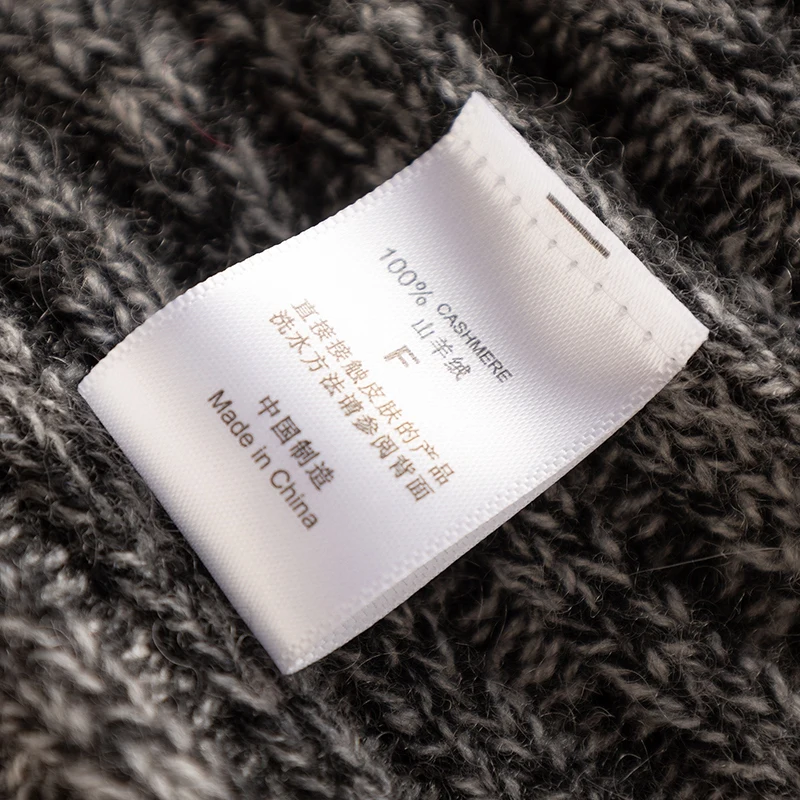 100% CASHMERE
山羊绒
F
直接接触皮肤的产品
洗水方法请参阅背面
中国制造
Made in China